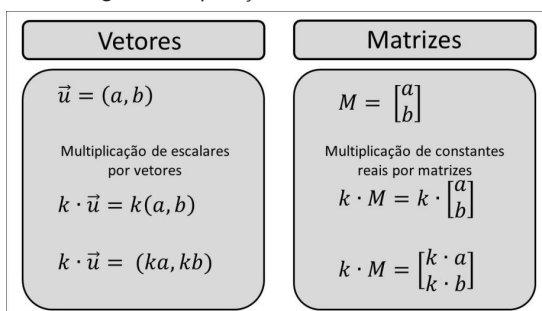 Vetores
u⃗ = (a, b)
Multiplicação de escalares
por vetores
k · u⃗ = k(a, b)
k · u⃗ = (ka, kb)
Matrizes
M = [a
b]
Multiplicação de constantes
reais por matrizes
k · M = k · [a
b]
k · M = [k · a
k · b]